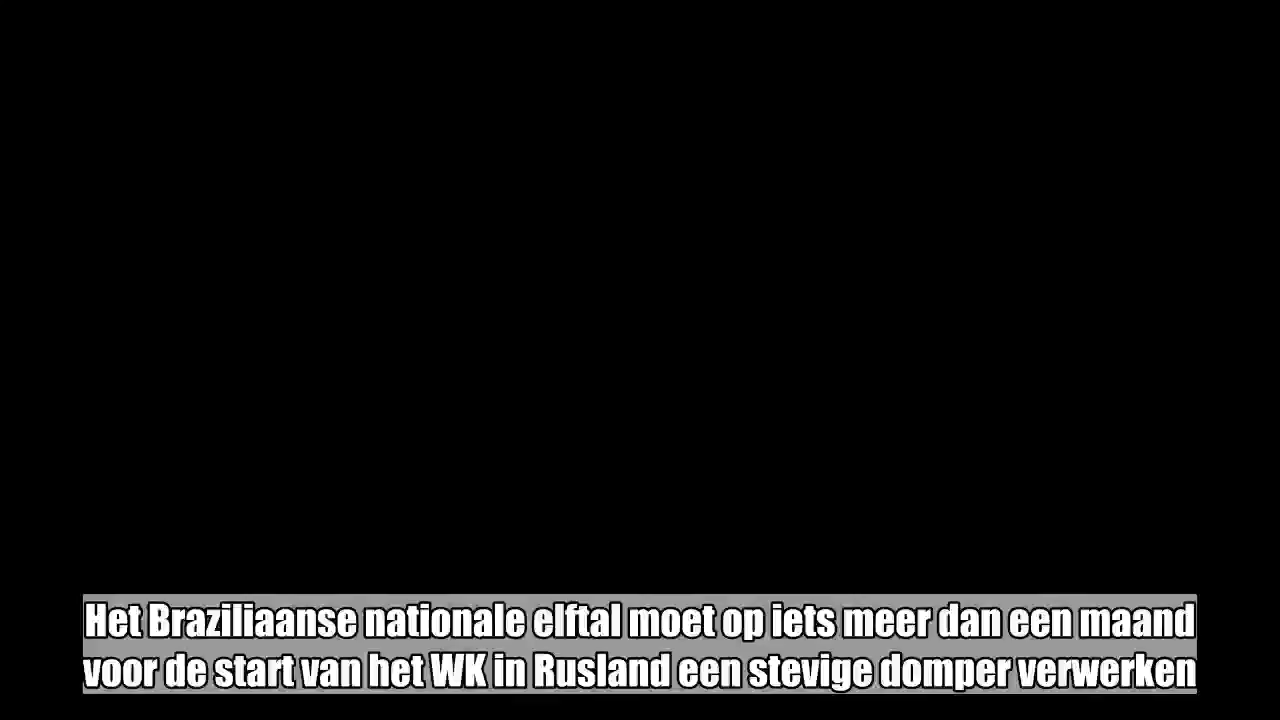 Het Braziliaanse nationale elftal moet op iets meer dan een maand
voor de start van het WK in Rusland een stevige domper verwerken